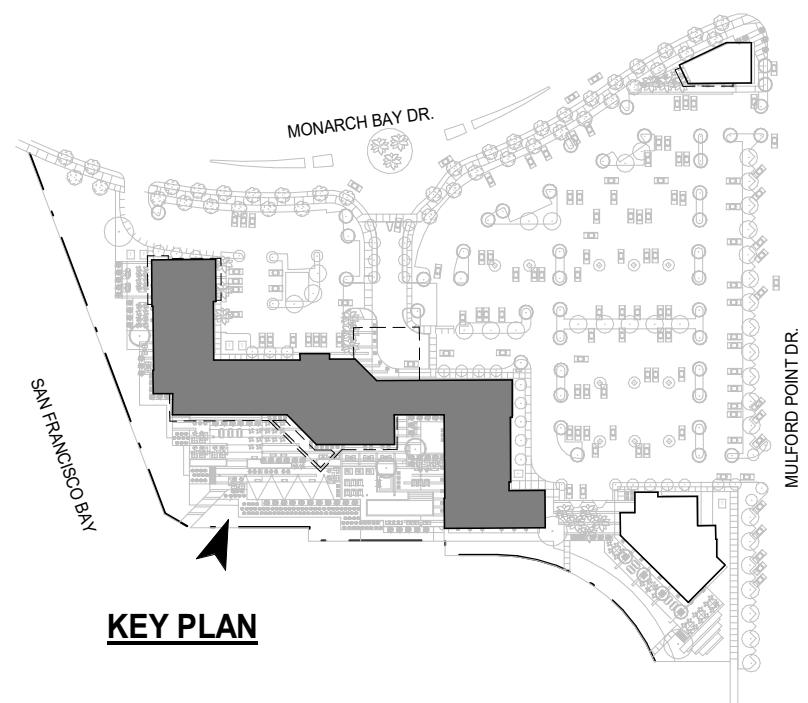 MONARCH BAY DR.
SAN FRANCISCO BAY
MULFORD POINT DR.
KEY PLAN